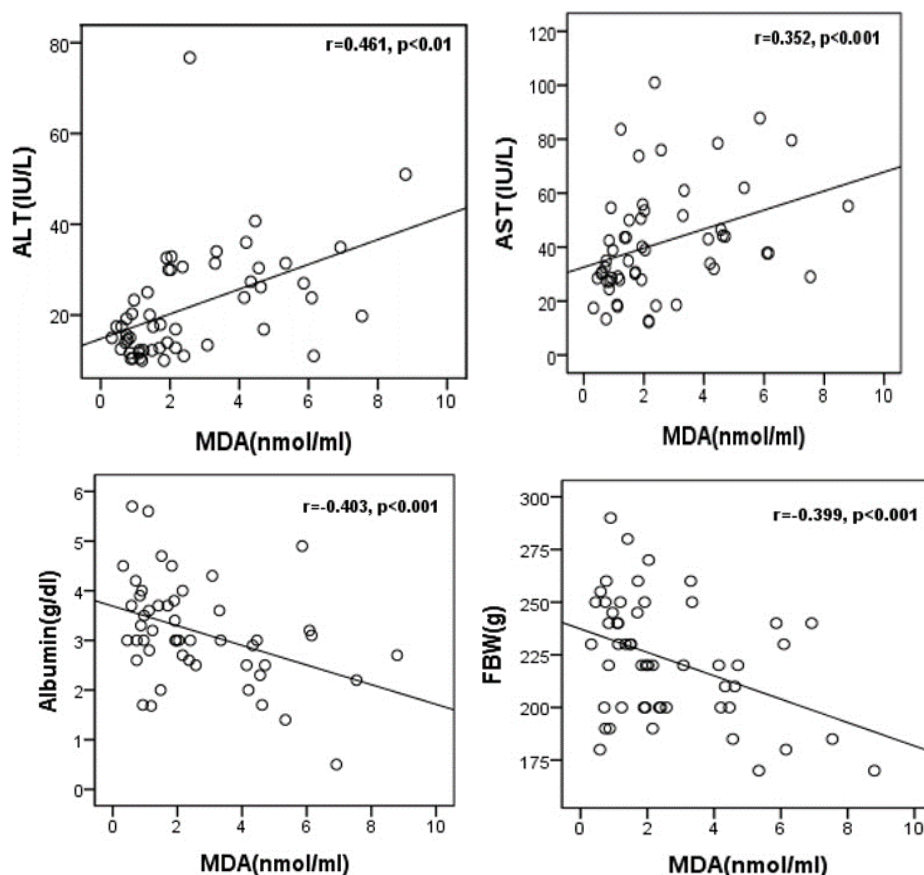 r=0.461, p<0.01
80
60
40
20
ALT(IU/L)
0 2 4 6 8 10
MDA(nmol/ml)
r=0.352, p<0.001
120
100
80
60
40
20
0
AST(IU/L)
0 2 4 6 8 10
MDA(nmol/ml)
r=-0.403, p<0.001
6
5
4
3
2
1
0
Albumin(g/dl)
0 2 4 6 8 10
MDA(nmol/ml)
r=-0.399, p<0.001
300
275
250
225
200
175
FBW(g)
0 2 4 6 8 10
MDA(nmol/ml)